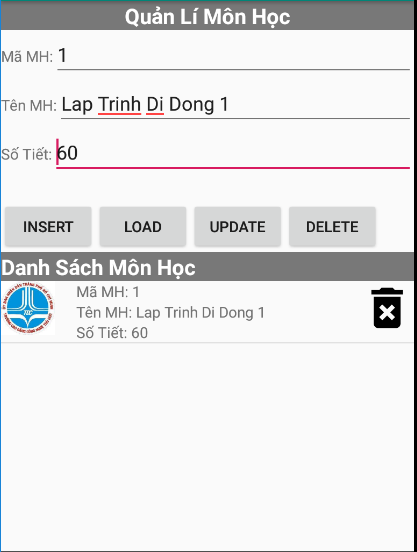 Quản Lí Môn Học
Mã MH: 1
Tên MH: Lap Trinh Di Dong 1
Số Tiết: 60
INSERT LOAD UPDATE DELETE
Danh Sách Môn Học
Mã MH: 1
Tên MH: Lap Trinh Di Dong 1
Số Tiết: 60